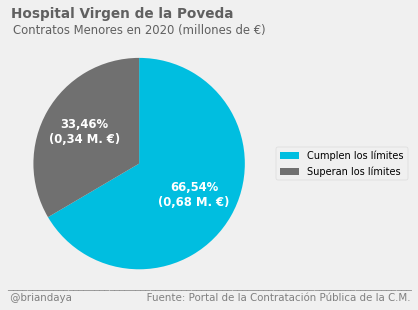 Hospital Virgen de la Poveda
Contratos Menores en 2020 (millones de €)
33,46%
(0,34 M. €)
66,54%
(0,68 M. €)
Cumplen los límites
Superan los límites
@briandaya
Fuente: Portal de la Contratación Pública de la C.M.